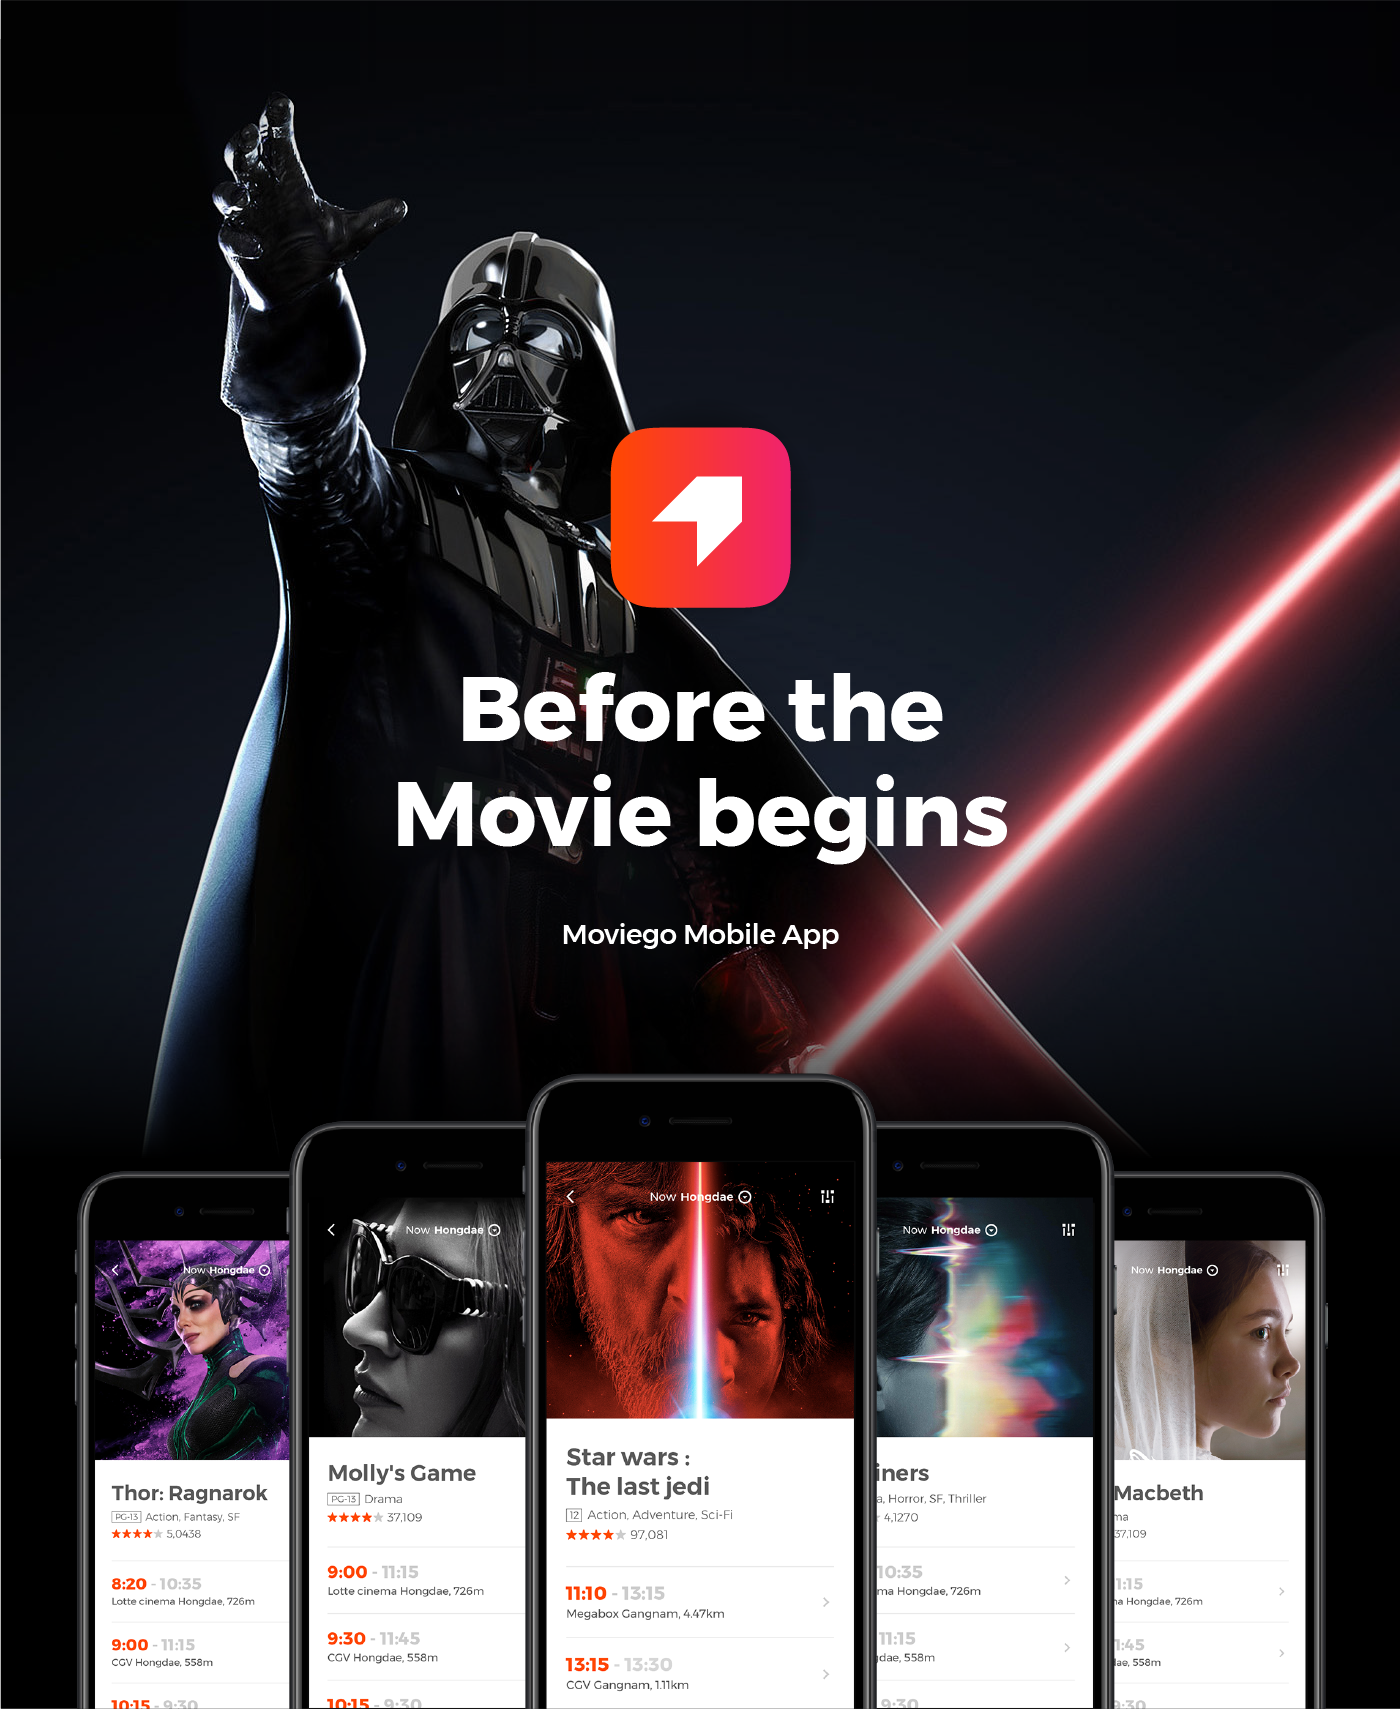 Before the
Movie begins
Moviego Mobile App
Now Hongdae
Thor: Ragnarok
PG-13 Action, Fantasy, SF
5,0438
8:20 - 10:35
Lotte cinema Hongdae, 726m
9:00 - 11:15
CGV Hongdae, 558m
10:15 - 9:30
Now Hongdae
Molly's Game
PG-13 Drama
37,109
9:00 - 11:15
Lotte cinema Hongdae, 726m
9:30 - 11:45
CGV Hongdae, 558m
10:15 - 9:30
Now Hongdae
Star wars :
The last jedi
12 Action, Adventure, Sci-Fi
97,081
11:10 - 13:15
Megabox Gangnam, 4.47km
13:15 - 13:30
CGV Gangnam, 1.11km
Now Hongdae
iners
a, Horror, SF, Thriller
4,1270
10:35
ma Hongdae, 726m
11:15
dae, 558m
9:30
Now Hongdae
Macbeth
ma
37,109
1:15
na Hongdae, 726m
1:45
dae, 558m
9:30